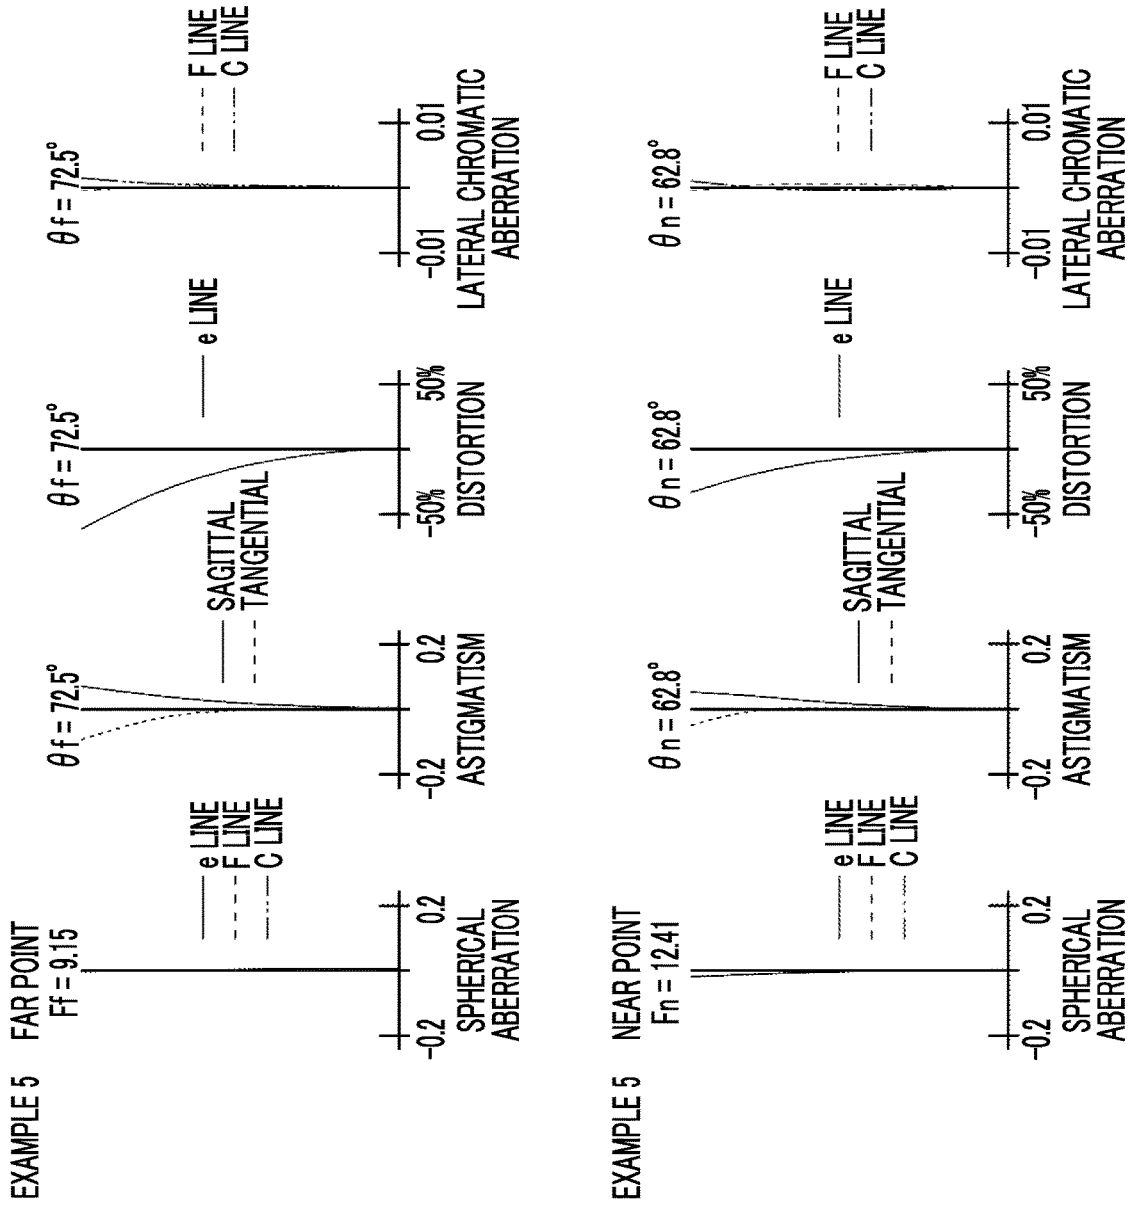 EXAMPLE 5 FAR POINT
Ff = 9.15
e LINE
F LINE
C LINE
-0.2 0.2
SPHERICAL
ABERRATION
θf = 72.5°
SAGITTAL
TANGENTIAL
-0.2 0.2
ASTIGMATISM
θf = 72.5°
e LINE
-50% 50%
DISTORTION
θf = 72.5°
F LINE
C LINE
-0.01 0.01
LATERAL CHROMATIC
ABERRATION
EXAMPLE 5 NEAR POINT
Fn = 12.41
e LINE
F LINE
C LINE
-0.2 0.2
SPHERICAL
ABERRATION
θn = 62.8°
SAGITTAL
TANGENTIAL
-0.2 0.2
ASTIGMATISM
θn = 62.8°
e LINE
-50% 50%
DISTORTION
θn = 62.8°
F LINE
C LINE
-0.01 0.01
LATERAL CHROMATIC
ABERRATION